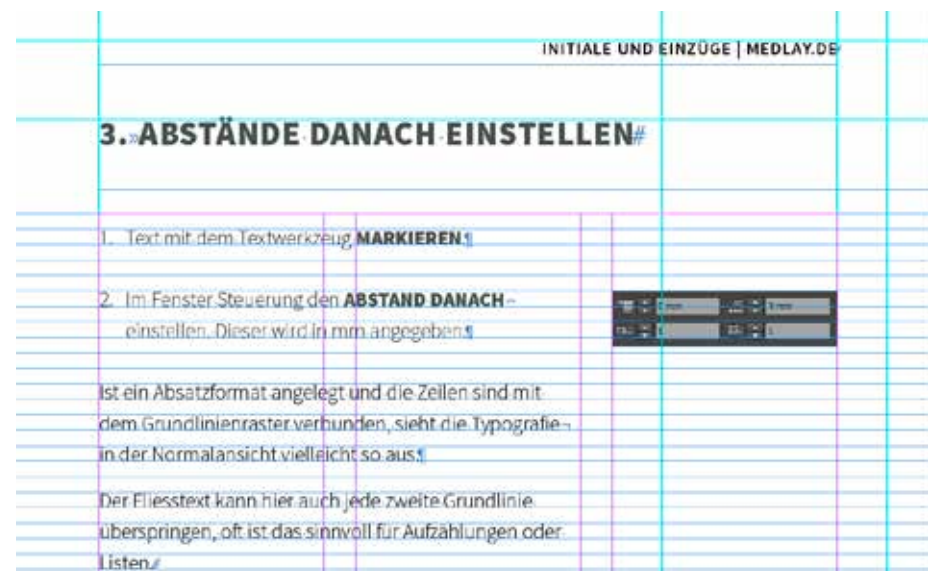 INITIALE UND EINZÜGE | MEDLAY.DE
3. ABSTÄNDE DANACH EINSTELLEN
1. Text mit dem Textwerkzeug MARKIEREN.
2. Im Fenster Steuerung den ABSTAND DANACH
einstellen. Dieser wird in mm angegeben.
Ist ein Absatzformat angelegt und die Zeilen sind mit
dem Grundlinienraster verbunden, sieht die Typografie
in der Normalansicht vielleicht so aus.
Der Fliesstext kann hier auch jede zweite Grundlinie
überspringen, oft ist das sinnvoll für Aufzählungen oder
Listen.